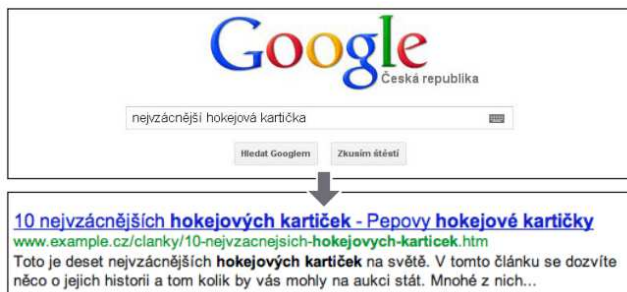 Google
Česká republika
nejvzácnější hokejová kartička
Hledat Googlem Zkusím štěstí
10 nejvzácnějších hokejových kartiček - Pepovy hokejové kartičky
www.example.cz/clanky/10-nejvzacnejsich-hokejovych-karticek.htm
Toto je deset nejvzácnějších hokejových kartiček na světě. V tomto článku se dozvíte
něco o jejich historii a tom kolik by vás mohly na aukci stát. Mnohé z nich...